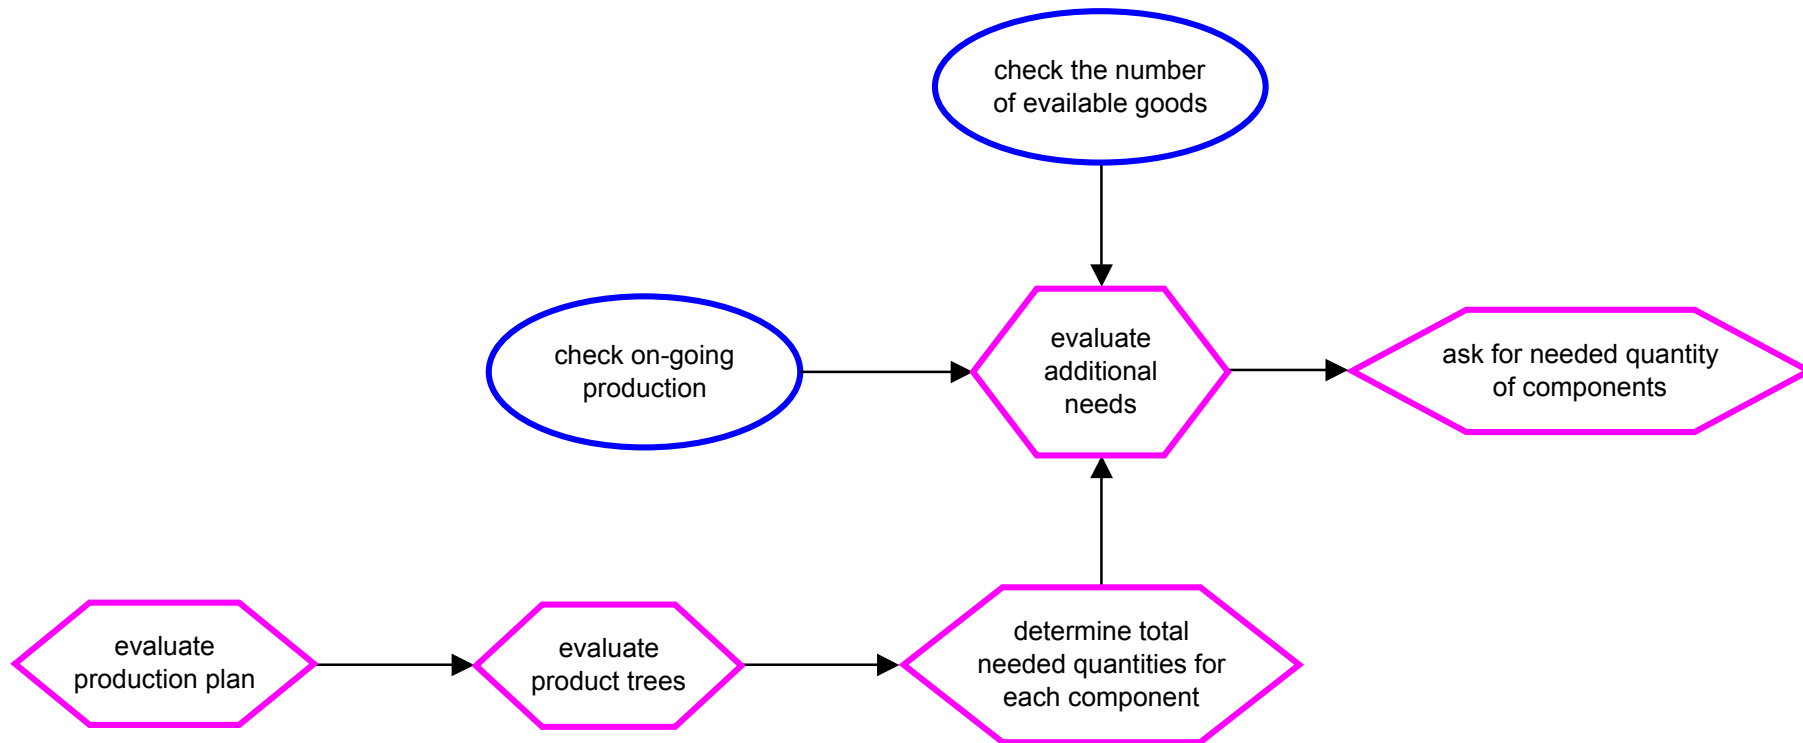 check the number
of evailable goods
check on-going
production
evaluate
additional
needs
ask for needed quantity
of components
evaluate
production plan
evaluate
product trees
determine total
needed quantities for
each component